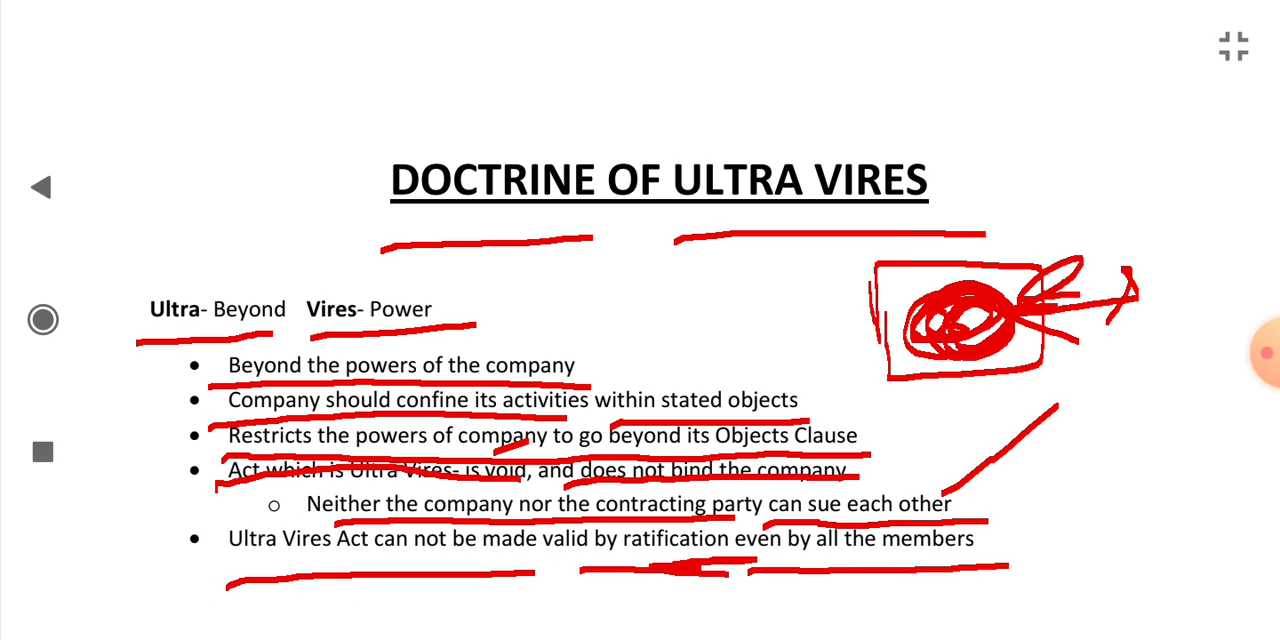 DOCTRINE OF ULTRA VIRES
Ultra- Beyond Vires- Power
• Beyond the powers of the company
• Company should confine its activities within stated objects
• Restricts the powers of company to go beyond its Objects Clause
• Act which is Ultra Vires- is void, and does not bind the company
o Neither the company nor the contracting party can sue each other
• Ultra Vires Act can not be made valid by ratification even by all the members